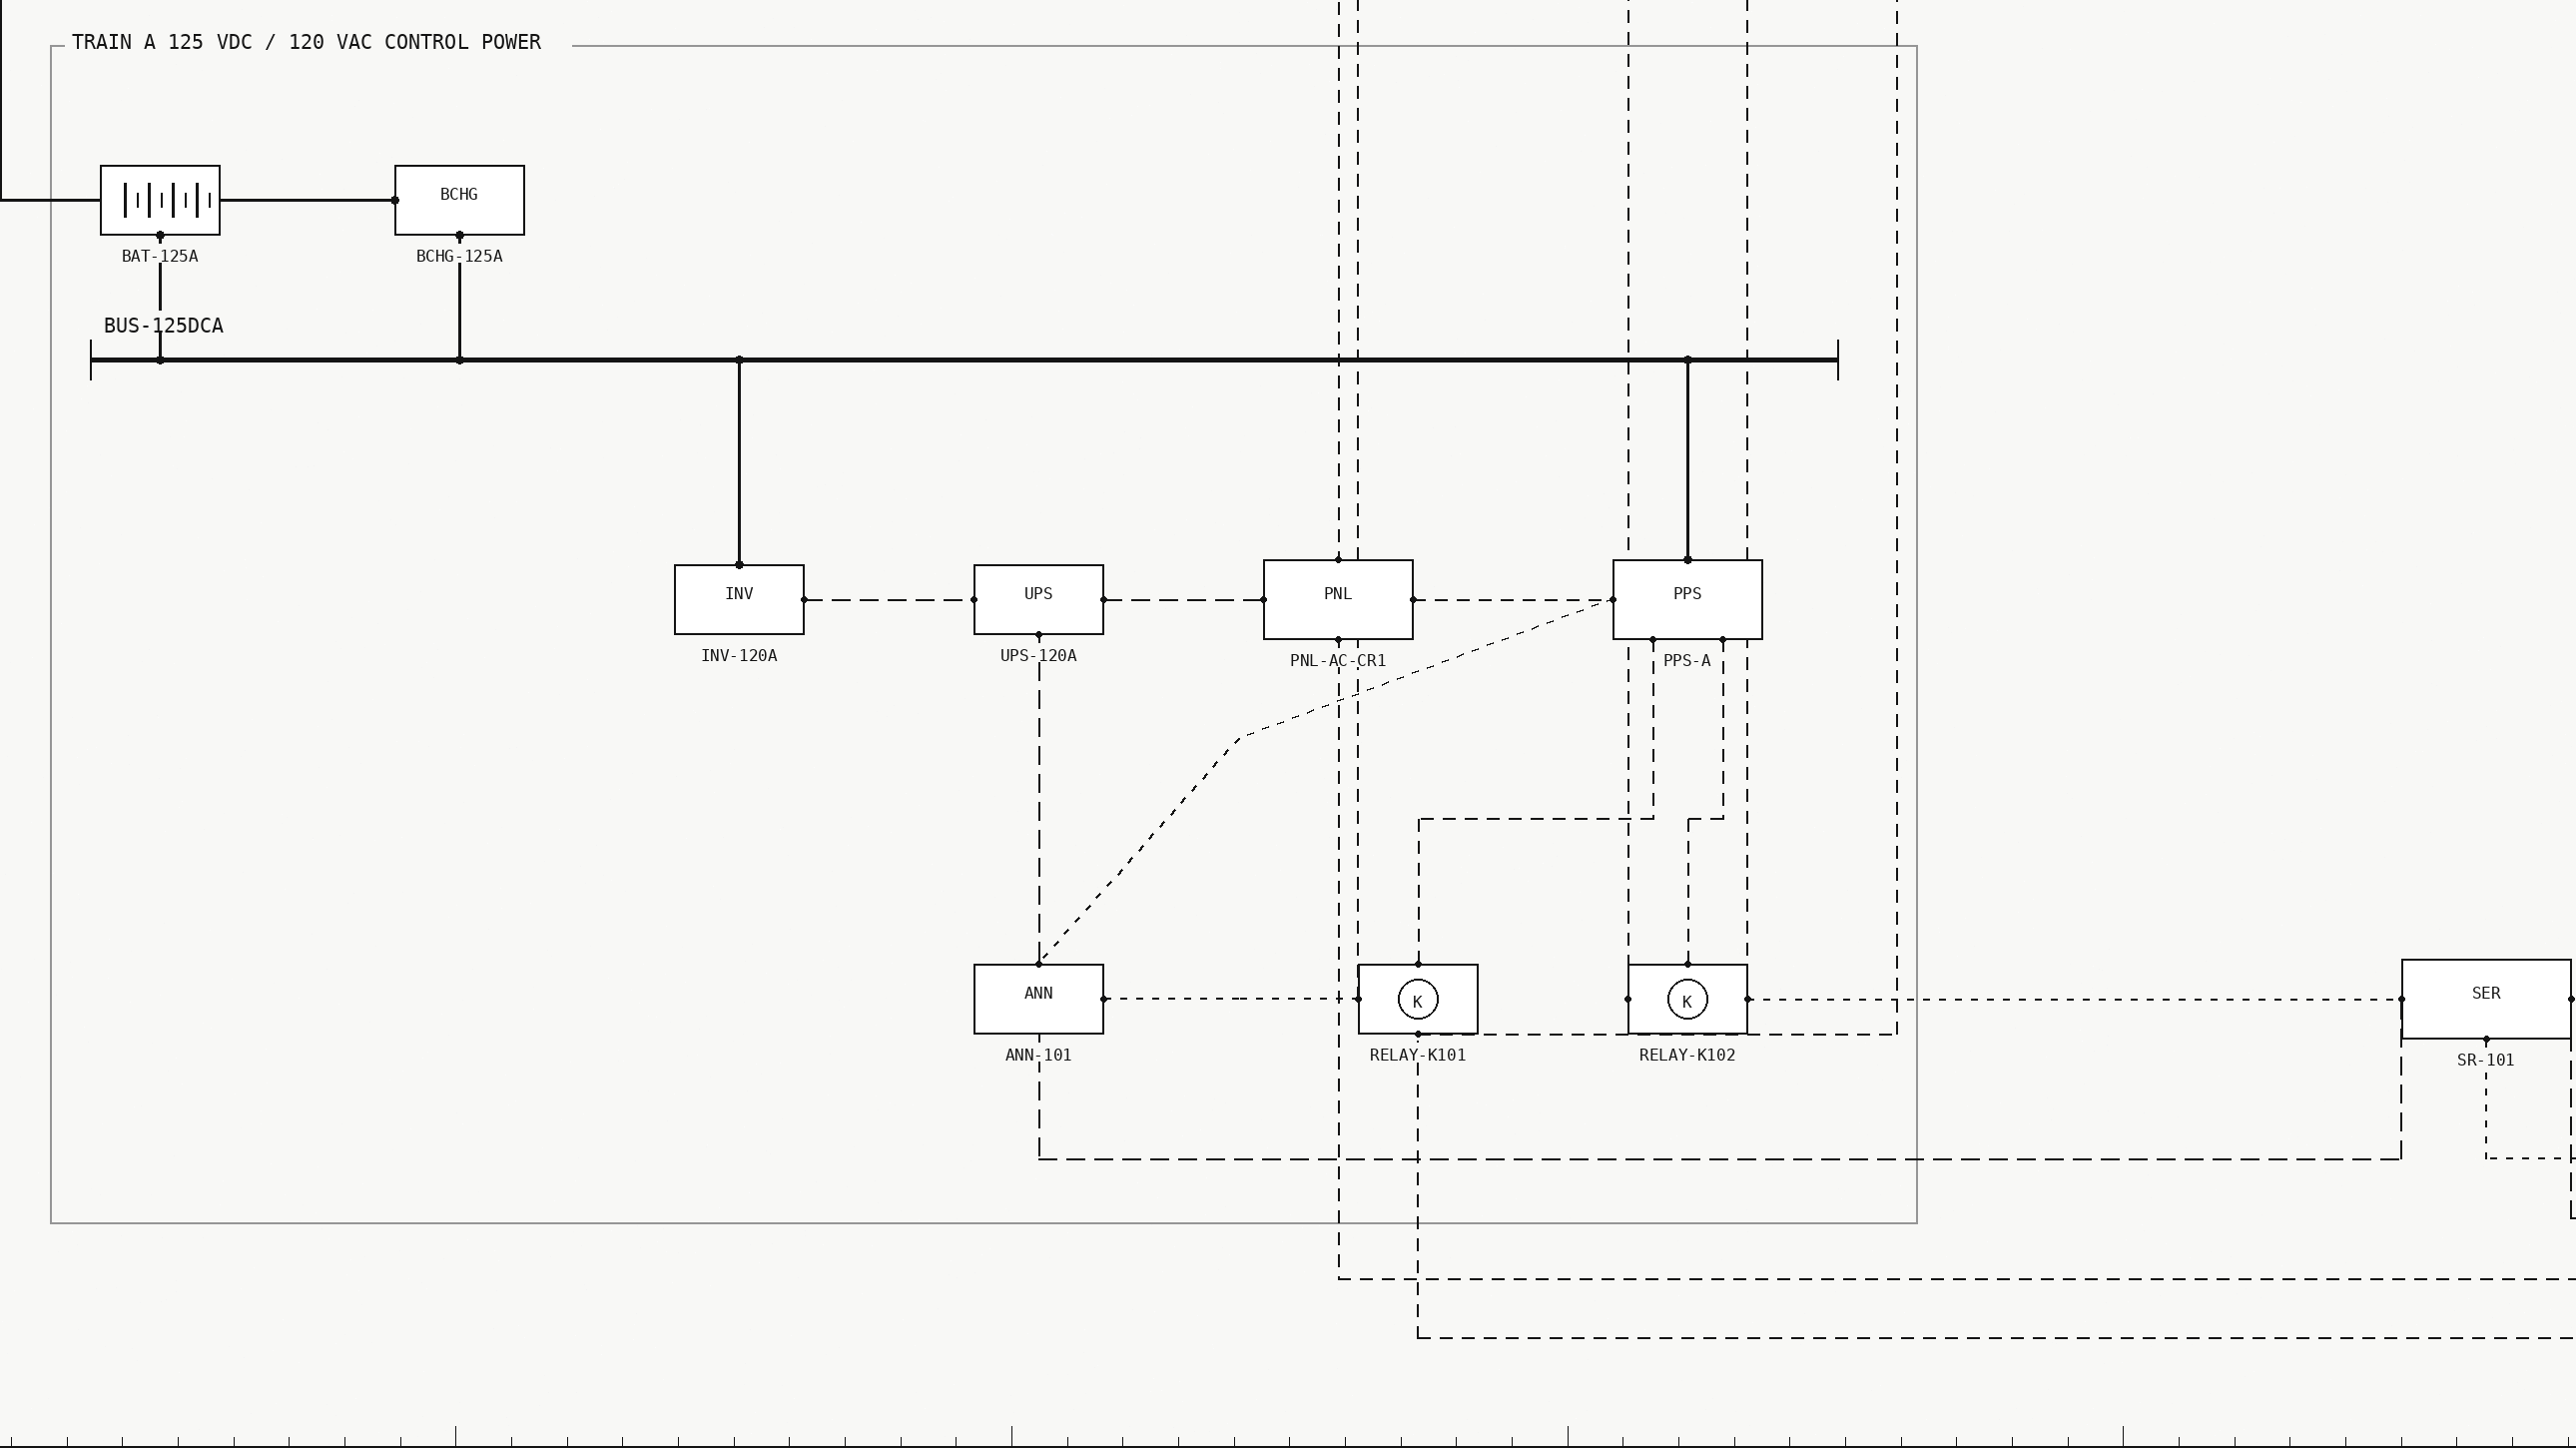 TRAIN A 125 VDC / 120 VAC CONTROL POWER
BCHG
BAT-125A
BCHG-125A
BUS-125DCA
INV
UPS
PNL
PPS
INV-120A
UPS-120A
PNL-AC-CR1
PPS-A
ANN
K
K
SER
ANN-101
RELAY-K101
RELAY-K102
SR-101